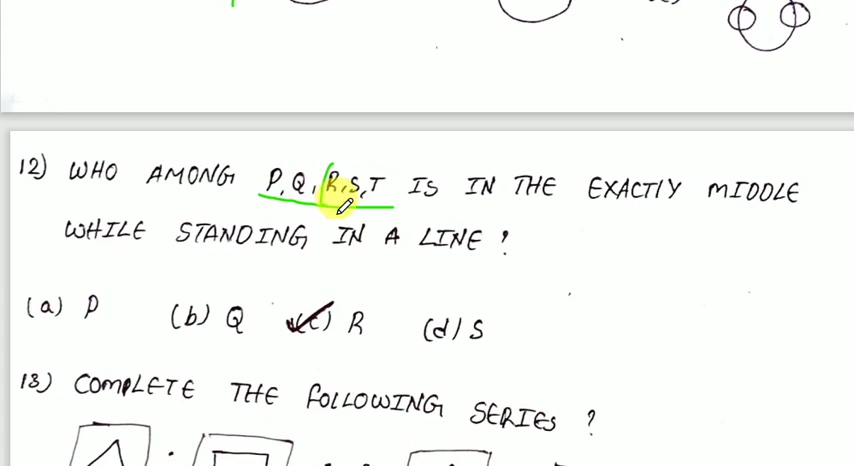 12) WHO AMONG P, Q, R, S, T IS IN THE EXACTLY MIDDLE
WHILE STANDING IN A LINE ?
(a) P (b) Q (c) R (d) S
13) COMPLETE THE FOLLOWING SERIES ?